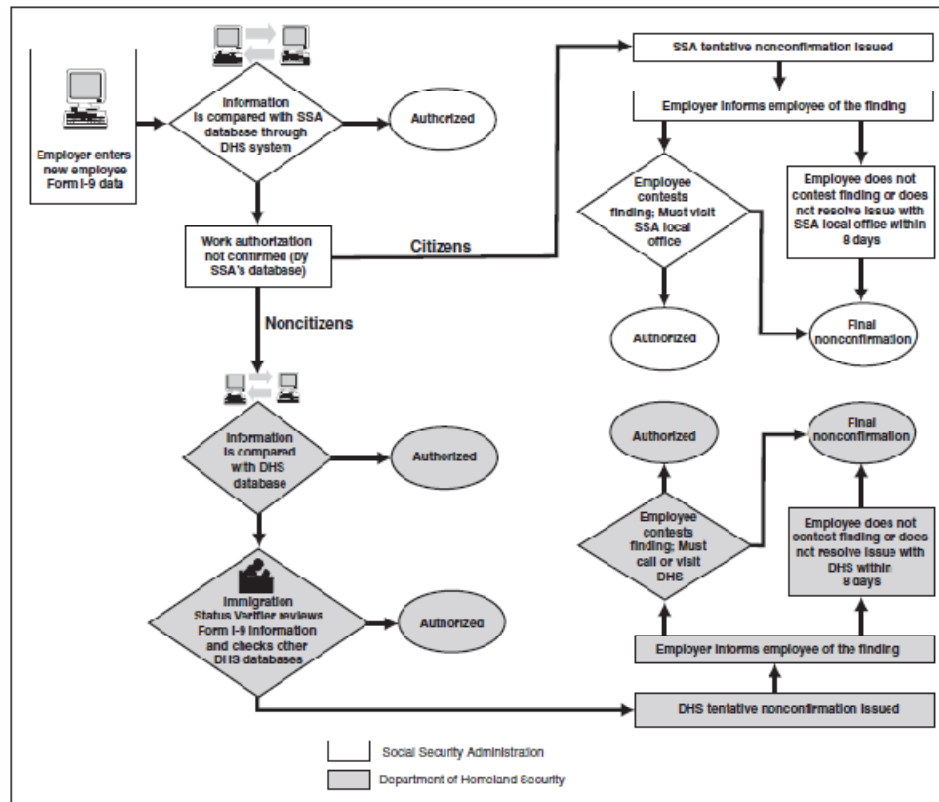 Employer enters
new employee
Form I-9 data
Information
is compared with SSA
database through
DHS system
Authorized
Work authorization
not confirmed (by
SSA's database)
Citizens
Noncitizens
SSA tentative nonconfirmation issued
Employer informs employee of the finding
Employee
contests
finding; Must visit
SSA local
office
Employee does not
contest finding or does
not resolve issue with
SSA local office within
8 days
Authorized
Final
nonconfirmation
Information
is compared
with DHS
database
Authorized
Immigration
Status Verifier reviews
Form I-9 information
and checks other
DHS databases
Authorized
Authorized
Final
nonconfirmation
Employee
contests
finding; Must
call or visit
DHS
Employee does not
contest finding or does
not resolve issue with
DHS within
8 days
Employer informs employee of the finding
DHS tentative nonconfirmation issued
Social Security Administration
Department of Homeland Security